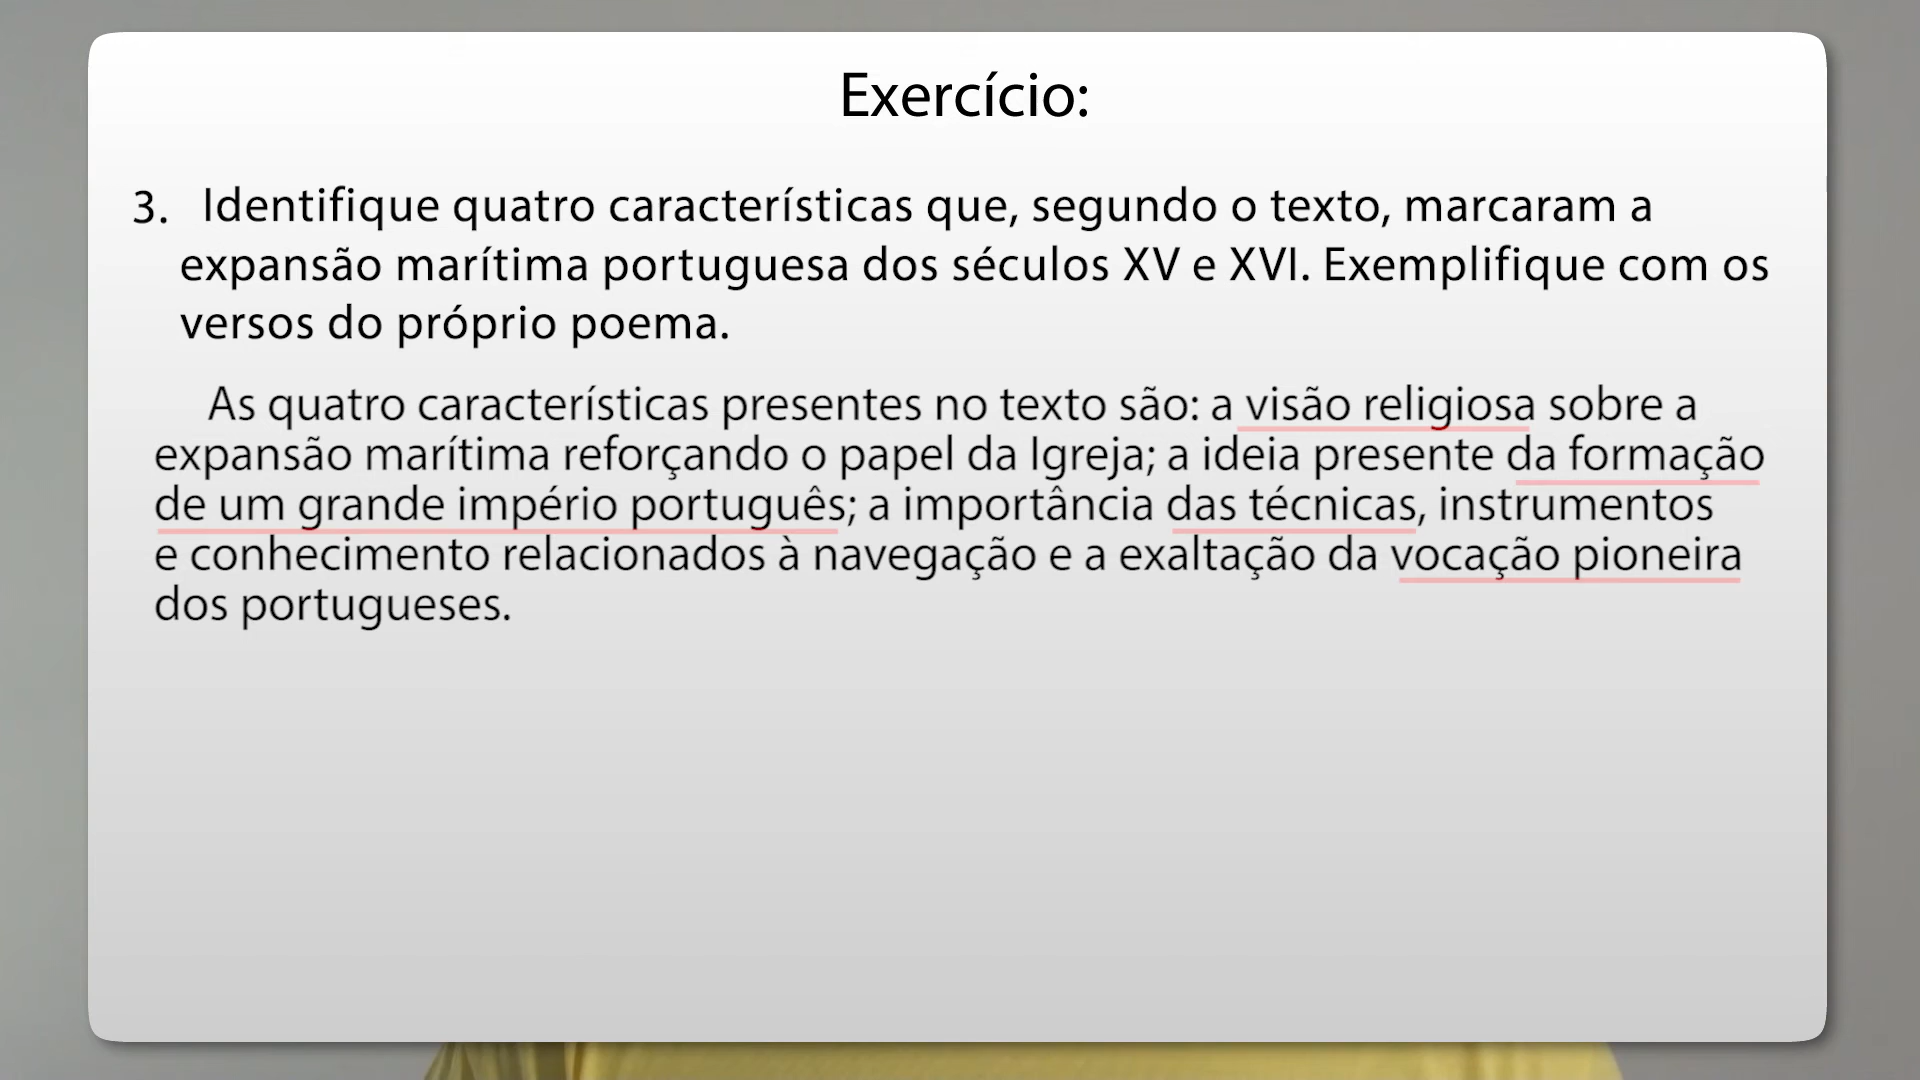 Exercício:
3. Identifique quatro características que, segundo o texto, marcaram a
expansão marítima portuguesa dos séculos XV e XVI. Exemplifique com os
versos do próprio poema.
As quatro características presentes no texto são: a visão religiosa sobre a
expansão marítima reforçando o papel da Igreja; a ideia presente da formação
de um grande império português; a importância das técnicas, instrumentos
e conhecimento relacionados à navegação e a exaltação da vocação pioneira
dos portugueses.